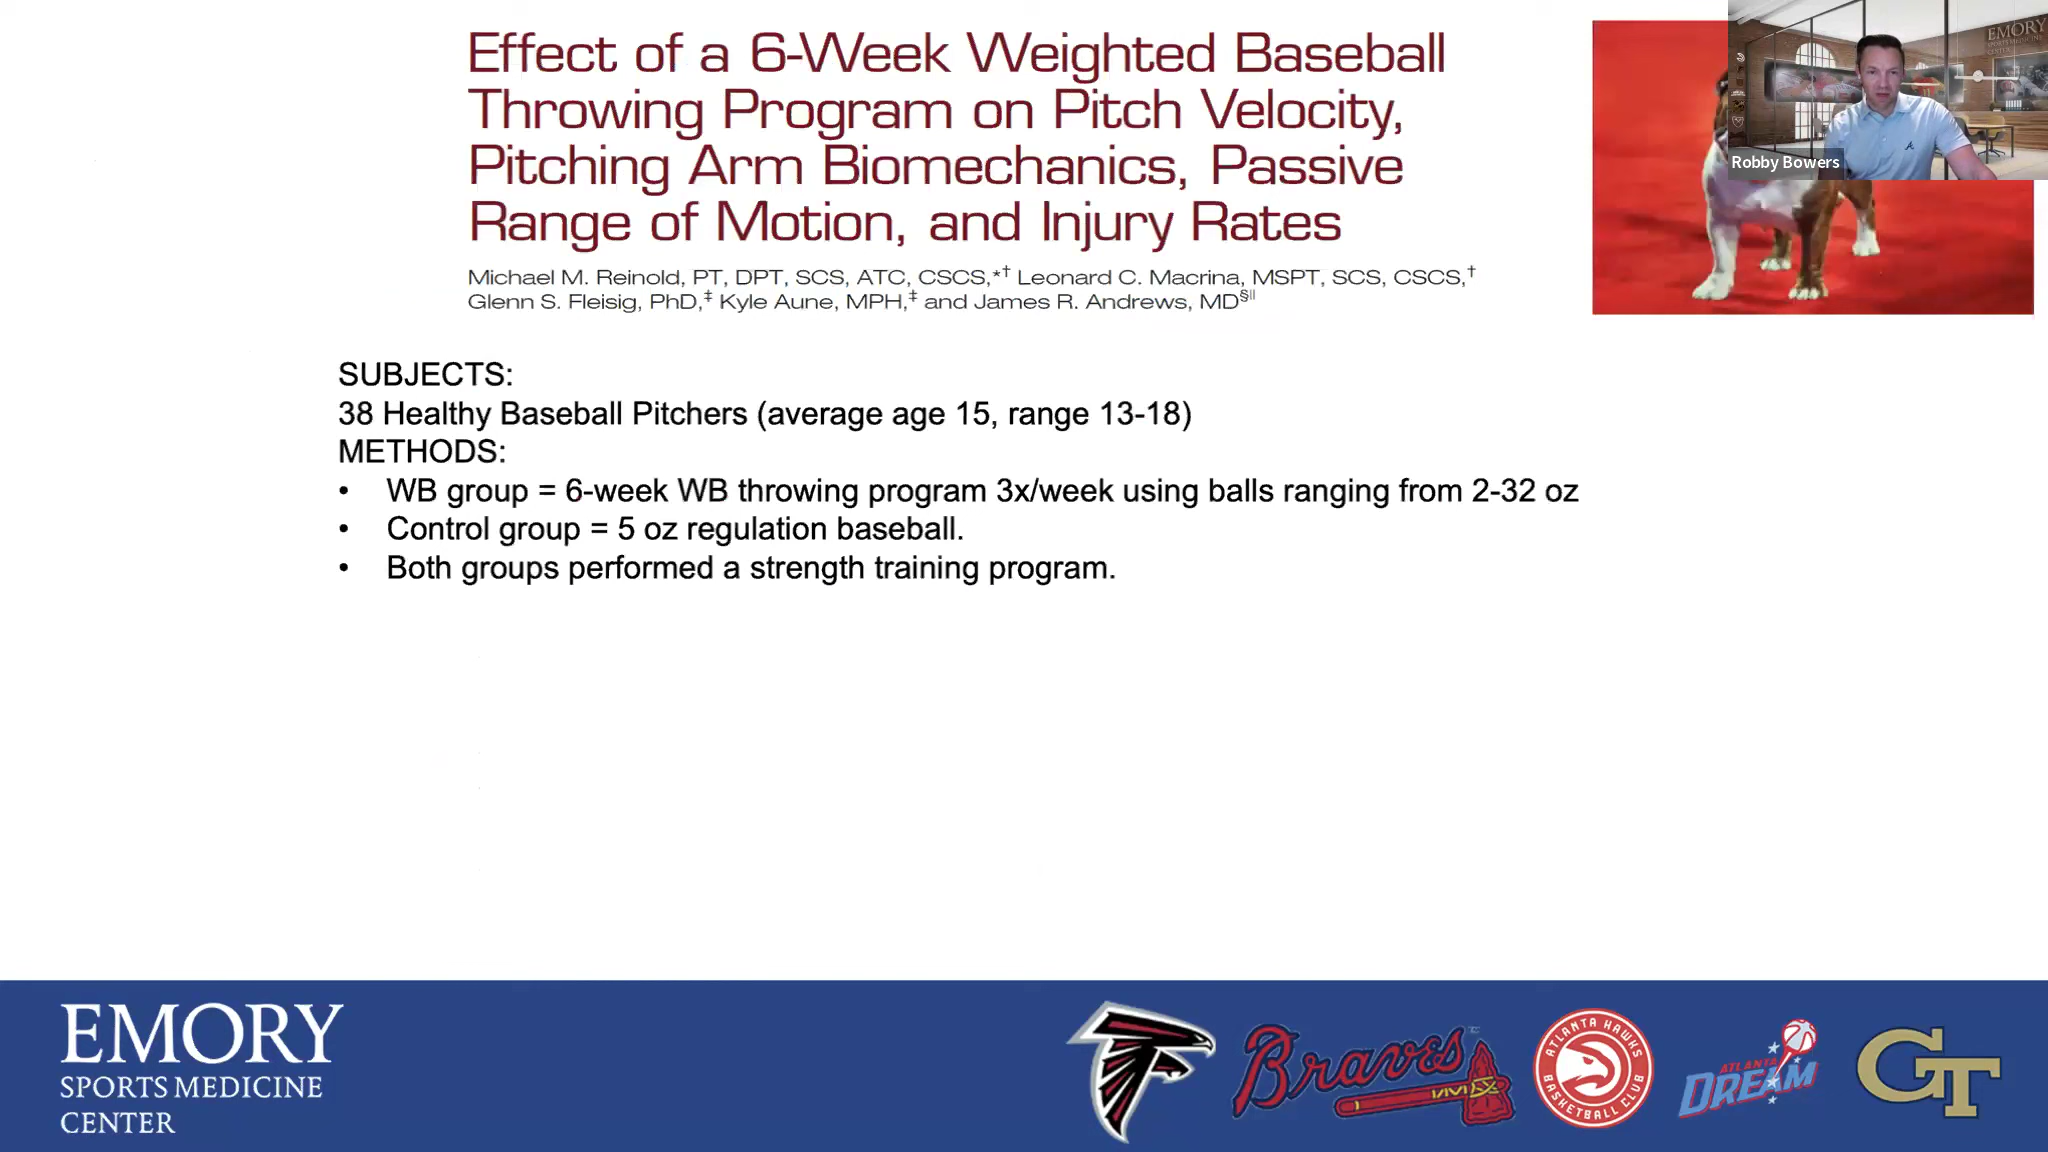 Effect of a 6-Week Weighted Baseball
Throwing Program on Pitch Velocity,
Pitching Arm Biomechanics, Passive
Range of Motion, and Injury Rates
Michael M. Reinold, PT, DPT, SCS, ATC, CSCS,*† Leonard C. Macrina, MSPT, SCS, CSCS,†
Glenn S. Fleisig, PhD,‡ Kyle Aune, MPH,‡ and James R. Andrews, MD§||
EMORY
SPORTS MEDICINE
CENTER
Robby Bowers
SUBJECTS:
38 Healthy Baseball Pitchers (average age 15, range 13-18)
METHODS:
• WB group = 6-week WB throwing program 3x/week using balls ranging from 2-32 oz
• Control group = 5 oz regulation baseball.
• Both groups performed a strength training program.
EMORY
SPORTS MEDICINE
CENTER
Braves
ATLANTA HAWKS
BASKETBALL CLUB
ATLANTA
DREAM
GT